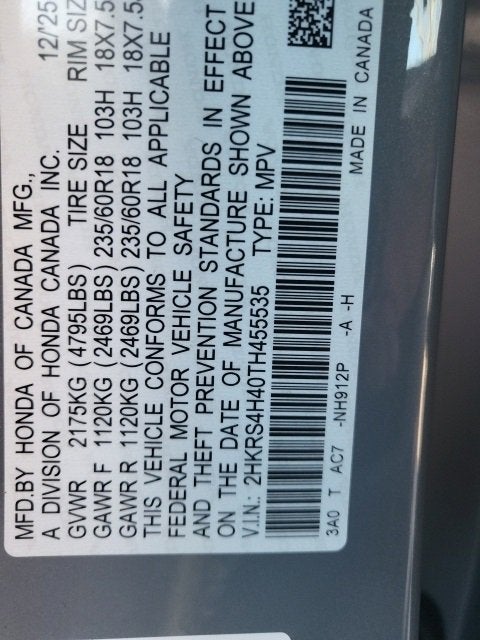 MFD.BY HONDA OF CANADA MFG., 12/25
A DIVISION OF HONDA CANADA INC.
GVWR 2175KG (4795LBS) TIRE SIZE RIM SIZ
GAWR F 1120KG (2469LBS) 235/60R18 103H 18X7.5
GAWR R 1120KG (2469LBS) 235/60R18 103H 18X7.5
THIS VEHICLE CONFORMS TO ALL APPLICABLE
FEDERAL MOTOR VEHICLE SAFETY
AND THEFT PREVENTION STANDARDS IN EFFECT
ON THE DATE OF MANUFACTURE SHOWN ABOVE
V.I.N.: 2HKRS4H40TH455535 TYPE: MPV
3A0 T AC7 -NH912P -A -H
MADE IN CANADA